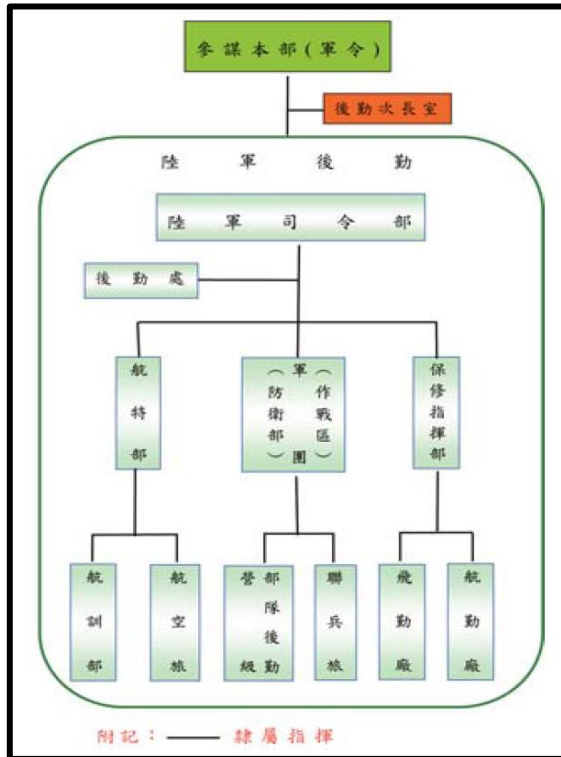 參謀本部(軍令)
後勤次長室
陸軍後勤
陸軍司令部
後勤處
航特部
(作戰區)
軍團
(防衛部)
保修指揮部
航訓部
航空旅
部隊後勤
營級
聯兵旅
飛勤廠
航勤廠
附記：—— 隸屬指揮